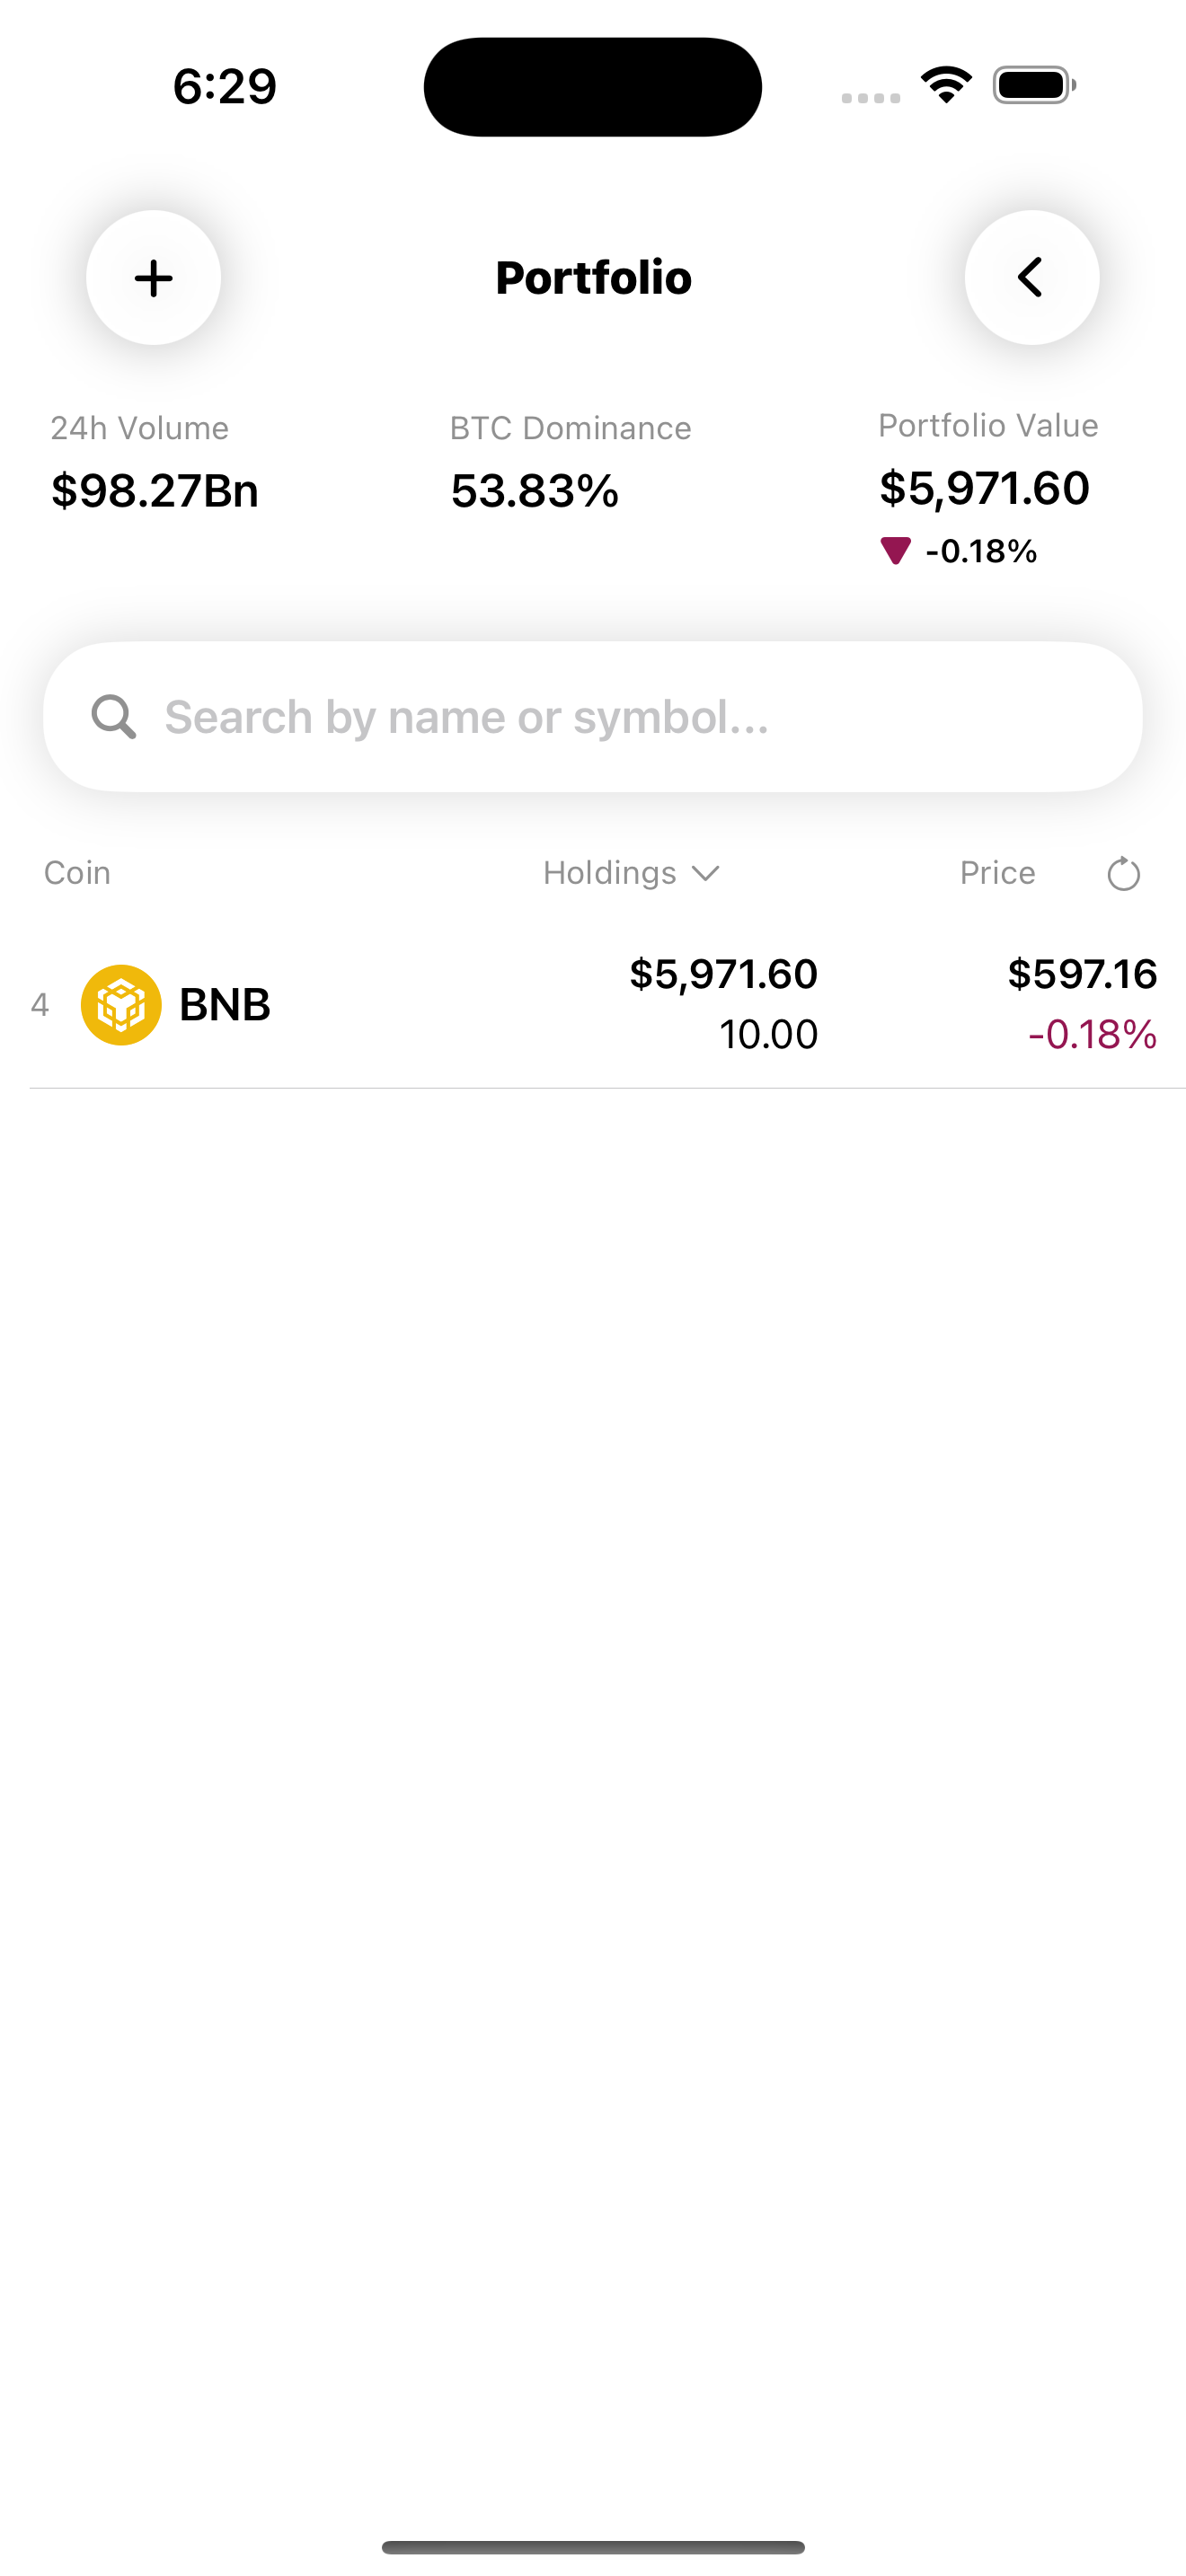 6:29
Portfolio
24h Volume
$98.27Bn
BTC Dominance
53.83%
Portfolio Value
$5,971.60
-0.18%
Search by name or symbol...
Coin Holdings Price
4 BNB $5,971.60 $597.16
10.00 -0.18%